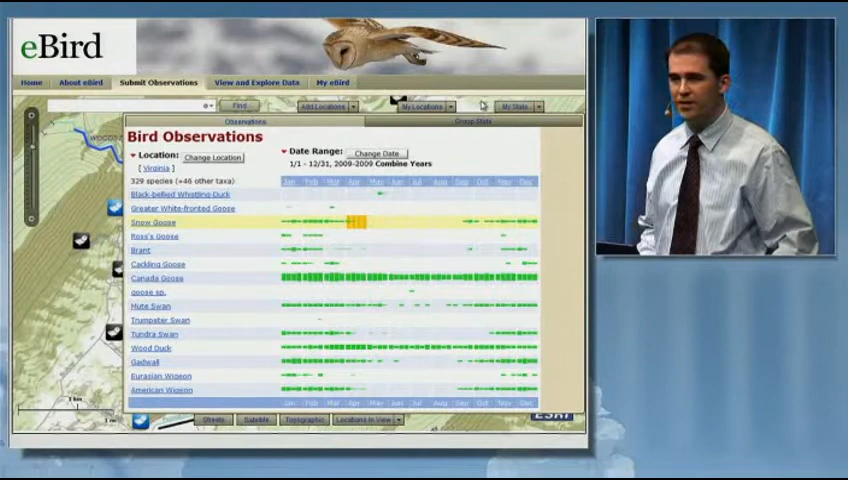 eBird
Home About eBird Submit Observations View and Explore Data My eBird
Find Add Locations My Locations My State
Observations Group Stats
Bird Observations
Location: Change Location
[ Virginia ]
329 species (+46 other taxa)
Date Range: Change Date
1/1 - 12/31, 2009-2009 Combine Years
Jan Feb Mar Apr May Jun Jul Aug Sep Oct Nov Dec
Black-bellied Whistling Duck
Greater White-fronted Goose
Snow Goose
Ross's Goose
Brant
Cackling Goose
Canada Goose
goose sp.
Mute Swan
Trumpeter Swan
Tundra Swan
Wood Duck
Gadwall
Eurasian Wigeon
American Wigeon
Jan Feb Mar Apr May Jun Jul Aug Sep Oct Nov Dec
Streets Satellite Topographic Locations In View
ESRI